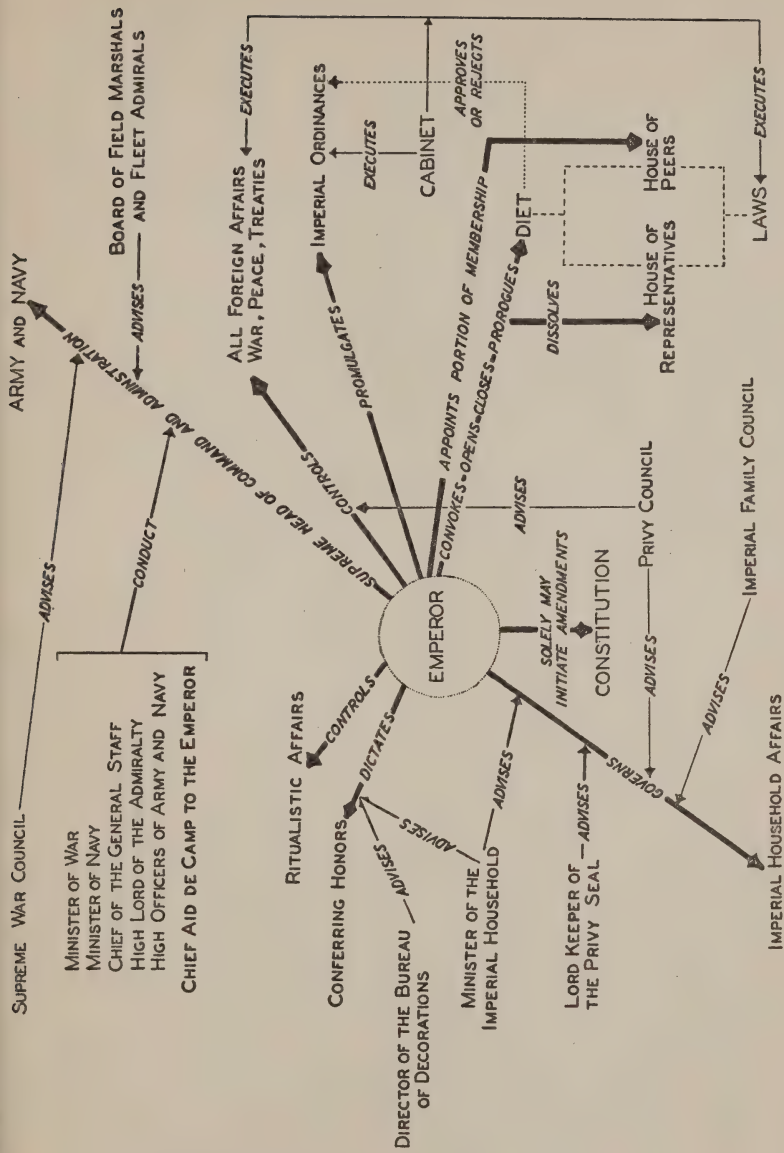 SUPREME WAR COUNCIL
ADVISES
ARMY AND NAVY
MINISTER OF WAR
MINISTER OF NAVY
CHIEF OF THE GENERAL STAFF
HIGH LORD OF THE ADMIRALTY
HIGH OFFICERS OF ARMY AND NAVY
CHIEF AID DE CAMP TO THE EMPEROR
CONDUCT
SUPREME HEAD OF COMMAND AND ADMINISTRATION
BOARD OF FIELD MARSHALS
ADVISES AND FLEET ADMIRALS
RITUALISTIC AFFAIRS
CONTROLS
CONTROLS
ALL FOREIGN AFFAIRS
WAR, PEACE, TREATIES
EXECUTES
CONFERRING HONORS
DICTATES
PROMULGATES
IMPERIAL ORDINANCES
DIRECTOR OF THE BUREAU
OF DECORATIONS
ADVISES
ADVISES
EMPEROR
EXECUTES
CABINET
APPROVES
OR REJECTS
MINISTER OF THE
IMPERIAL HOUSEHOLD
ADVISES
APPOINTS PORTION OF MEMBERSHIP
CONVOKES-OPENS-CLOSES-PROROGUES
DIET
ADVISES
DISSOLVES
LORD KEEPER OF
THE PRIVY SEAL
ADVISES
SOLELY MAY
INITIATE AMENDMENTS
CONSTITUTION
PRIVY COUNCIL
HOUSE OF
REPRESENTATIVES
HOUSE OF
PEERS
GOVERNS
ADVISES
EXECUTES
LAWS
ADVISES
IMPERIAL FAMILY COUNCIL
IMPERIAL HOUSEHOLD AFFAIRS